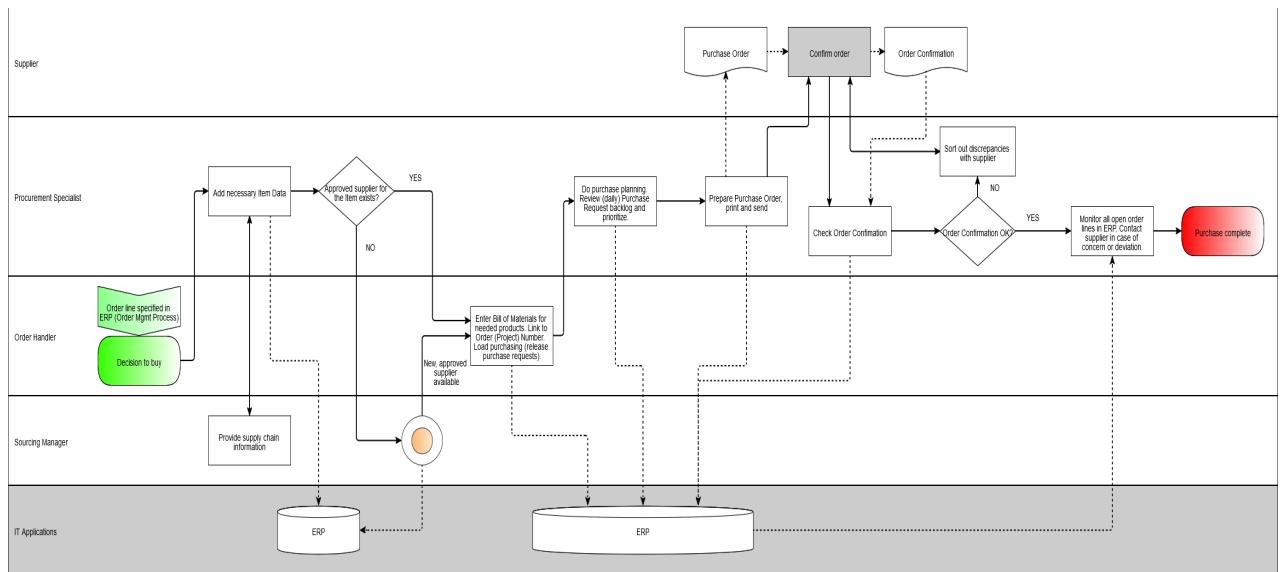 Supplier
Purchase Order
Confirm order
Order Confirmation
Procurement Specialist
Add necessary Item Data
Approved supplier for
the Item exists?
YES
NO
Do purchase planning.
Review (daily) Purchase
Request backlog and
prioritize.
Prepare Purchase Order,
print and send
Check Order Confimation
Sort out discrepancies
with supplier
NO
Order Confirmation OK?
YES
Monitor all open order
lines in ERP. Contact
supplier in case of
concern or deviation.
Purchase complete
Order Handler
Order line specified in
ERP (Order Mgmt Process)
Decision to buy
Enter Bill of Materials for
needed products. Link to
Order (Project) Number.
Load purchasing (release
purchase requests).
New, approved
supplier
available
Sourcing Manager
Provide supply chain
information
IT Applications
ERP
ERP